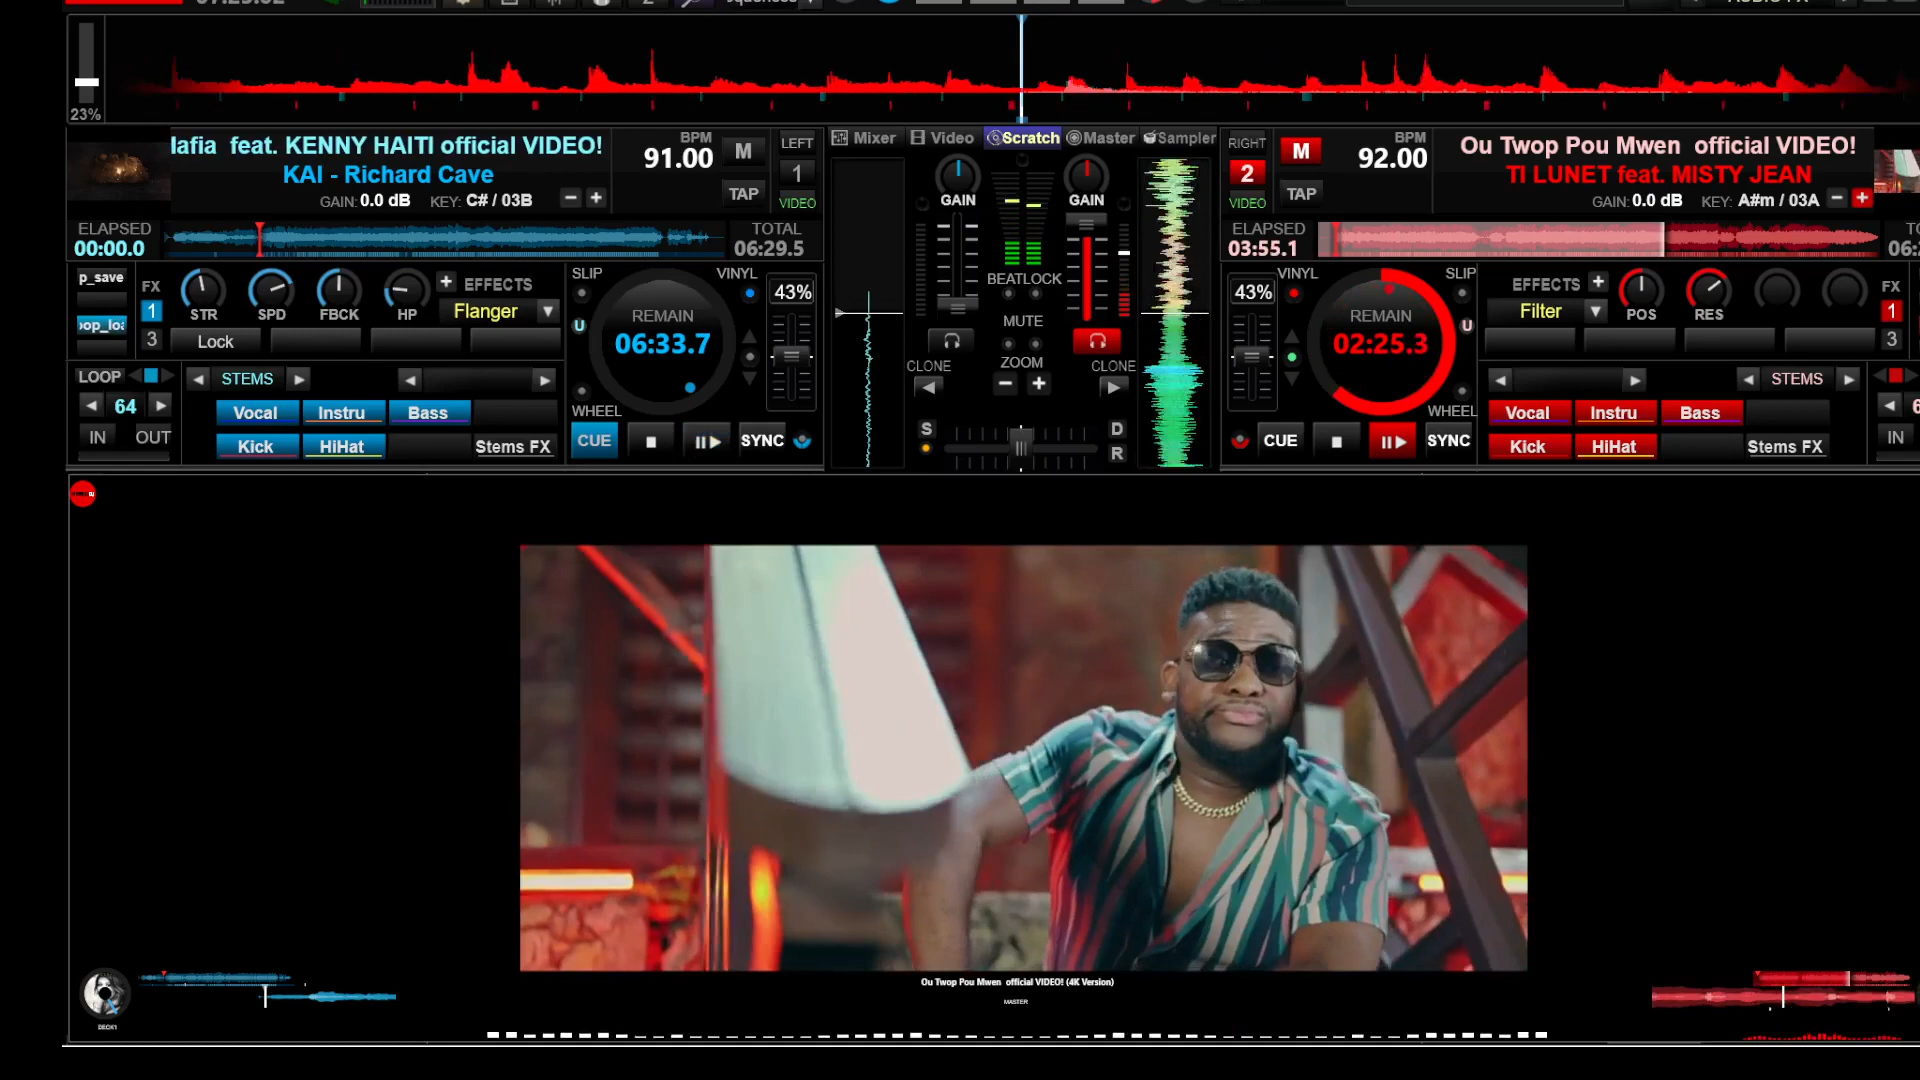 23%
feat. KENNY HAITI official VIDEO!
KAI - Richard Cave
GAIN: 0.0 dB KEY: C# / 03B
BPM
91.00
M
TAP
LEFT
1
VIDEO
Mixer
Video
Scratch
Master
Sampler
RIGHT
2
VIDEO
M
TAP
BPM
92.00
Ou Twop Pou Mwen official VIDEO!
TI LUNET feat. MISTY JEAN
GAIN: 0.0 dB KEY: A#m / 03A
ELAPSED
00:00.0
TOTAL
06:29.5
GAIN
GAIN
ELAPSED
03:55.1
p_save
FX
1
3
STR
SPD
FBCK
HP
EFFECTS
Flanger
Lock
SLIP
VINYL
REMAIN
06:33.7
U
WHEEL
43%
BEATLOCK
MUTE
ZOOM
CLONE
CLONE
43%
VINYL
SLIP
REMAIN
02:25.3
U
WHEEL
EFFECTS
Filter
POS
RES
FX
1
3
LOOP
64
IN
OUT
STEMS
Vocal
Instru
Bass
Kick
HiHat
Stems FX
CUE
SYNC
S
D
R
CUE
SYNC
STEMS
Vocal
Instru
Bass
Kick
HiHat
Stems FX
IN
Ou Twop Pou Mwen official VIDEO! (4K Version)
MASTER
DECK1